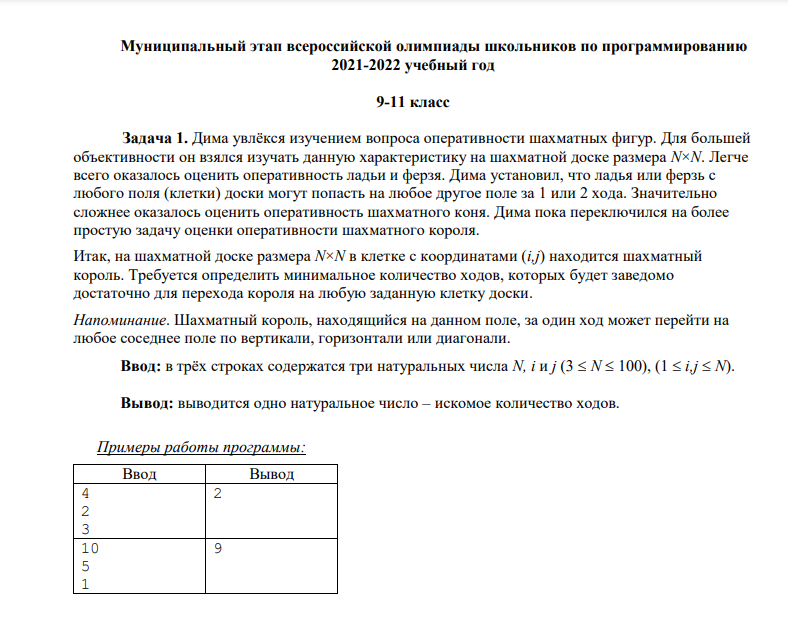 Муниципальный этап всероссийской олимпиады школьников по программированию
2021-2022 учебный год
9-11 класс
Задача 1. Дима увлёкся изучением вопроса оперативности шахматных фигур. Для большей
объективности он взялся изучать данную характеристику на шахматной доске размера N×N. Легче
всего оказалось оценить оперативность ладьи и ферзя. Дима установил, что ладья или ферзь с
любого поля (клетки) доски могут попасть на любое другое поле за 1 или 2 хода. Значительно
сложнее оказалось оценить оперативность шахматного коня. Дима пока переключился на более
простую задачу оценки оперативности шахматного короля.
Итак, на шахматной доске размера N×N в клетке с координатами (i,j) находится шахматный
король. Требуется определить минимальное количество ходов, которых будет заведомо
достаточно для перехода короля на любую заданную клетку доски.
Напоминание. Шахматный король, находящийся на данном поле, за один ход может перейти на
любое соседнее поле по вертикали, горизонтали или диагонали.
Ввод: в трёх строках содержатся три натуральных числа N, i и j (3 ≤ N ≤ 100), (1 ≤ i,j ≤ N).
Вывод: выводится одно натуральное число – искомое количество ходов.
Примеры работы программы:
Ввод Вывод
4 2
2
3
10 9
5
1